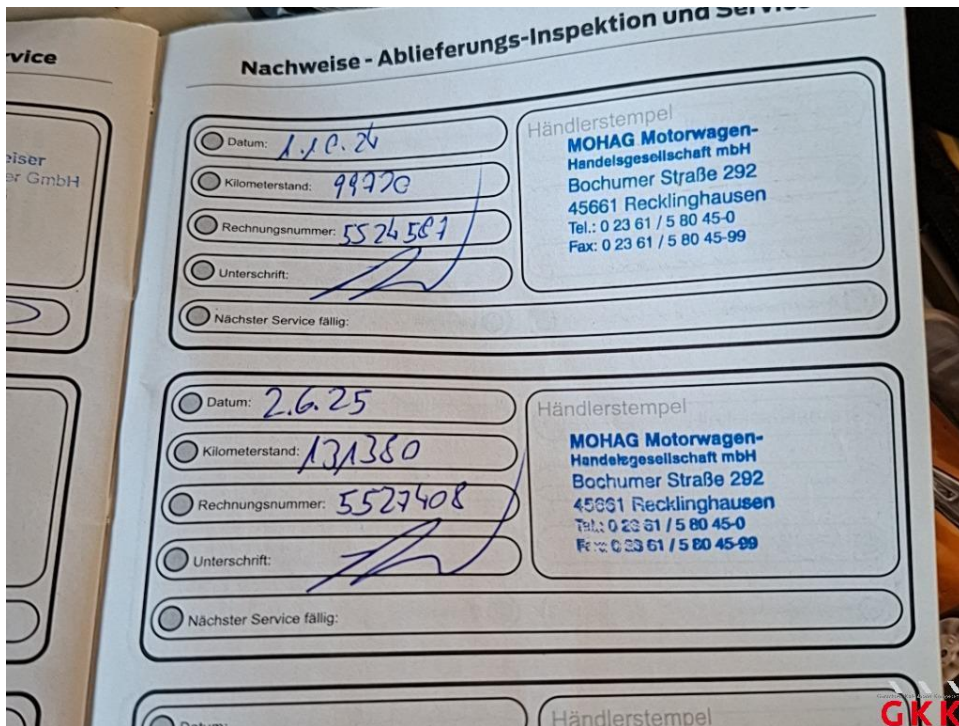 rvice
eiser
er GmbH
Nachweise - Ablieferungs-Inspektion und Service
Datum: 1.10.24
Kilometerstand: 99720
Rechnungsnummer: 5524587
Unterschrift:
Nächster Service fällig:
Händlerstempel
MOHAG Motorwagen-
Handelsgesellschaft mbH
Bochumer Straße 292
45661 Recklinghausen
Tel.: 0 23 61 / 5 80 45-0
Fax: 0 23 61 / 5 80 45-99
Datum: 2.6.25
Kilometerstand: 131380
Rechnungsnummer: 5527408
Unterschrift:
Nächster Service fällig:
Händlerstempel
MOHAG Motorwagen-
Handelsgesellschaft mbH
Bochumer Straße 292
45661 Recklinghausen
Tel.: 0 23 61 / 5 80 45-0
Fax: 0 23 61 / 5 80 45-99
Datum:
Händlerstempel
GKK